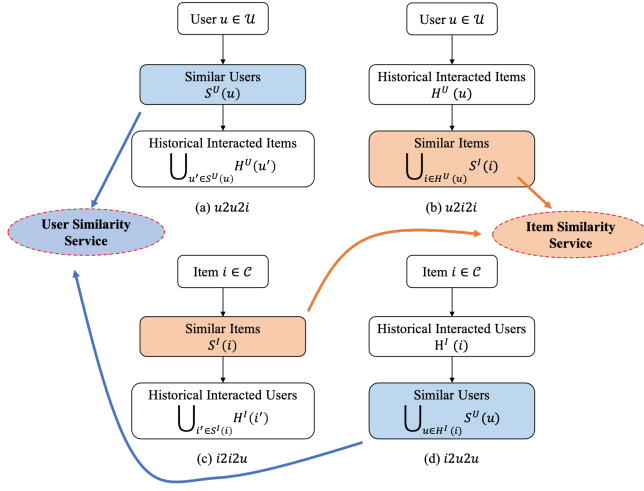 User u ∈ 𝒰
Similar Users
S^U(u)
Historical Interacted Items
⋃_{u'∈S^U(u)} H^U(u')
(a) u2u2i
User u ∈ 𝒰
Historical Interacted Items
H^U(u)
Similar Items
⋃_{i∈H^U(u)} S^I(i)
(b) u2i2i
User Similarity
Service
Item Similarity
Service
Item i ∈ 𝒞
Similar Items
S^I(i)
Historical Interacted Users
⋃_{i'∈S^I(i)} H^I(i')
(c) i2i2u
Item i ∈ 𝒞
Historical Interacted Users
H^I(i)
Similar Users
⋃_{u∈H^I(i)} S^U(u)
(d) i2u2u